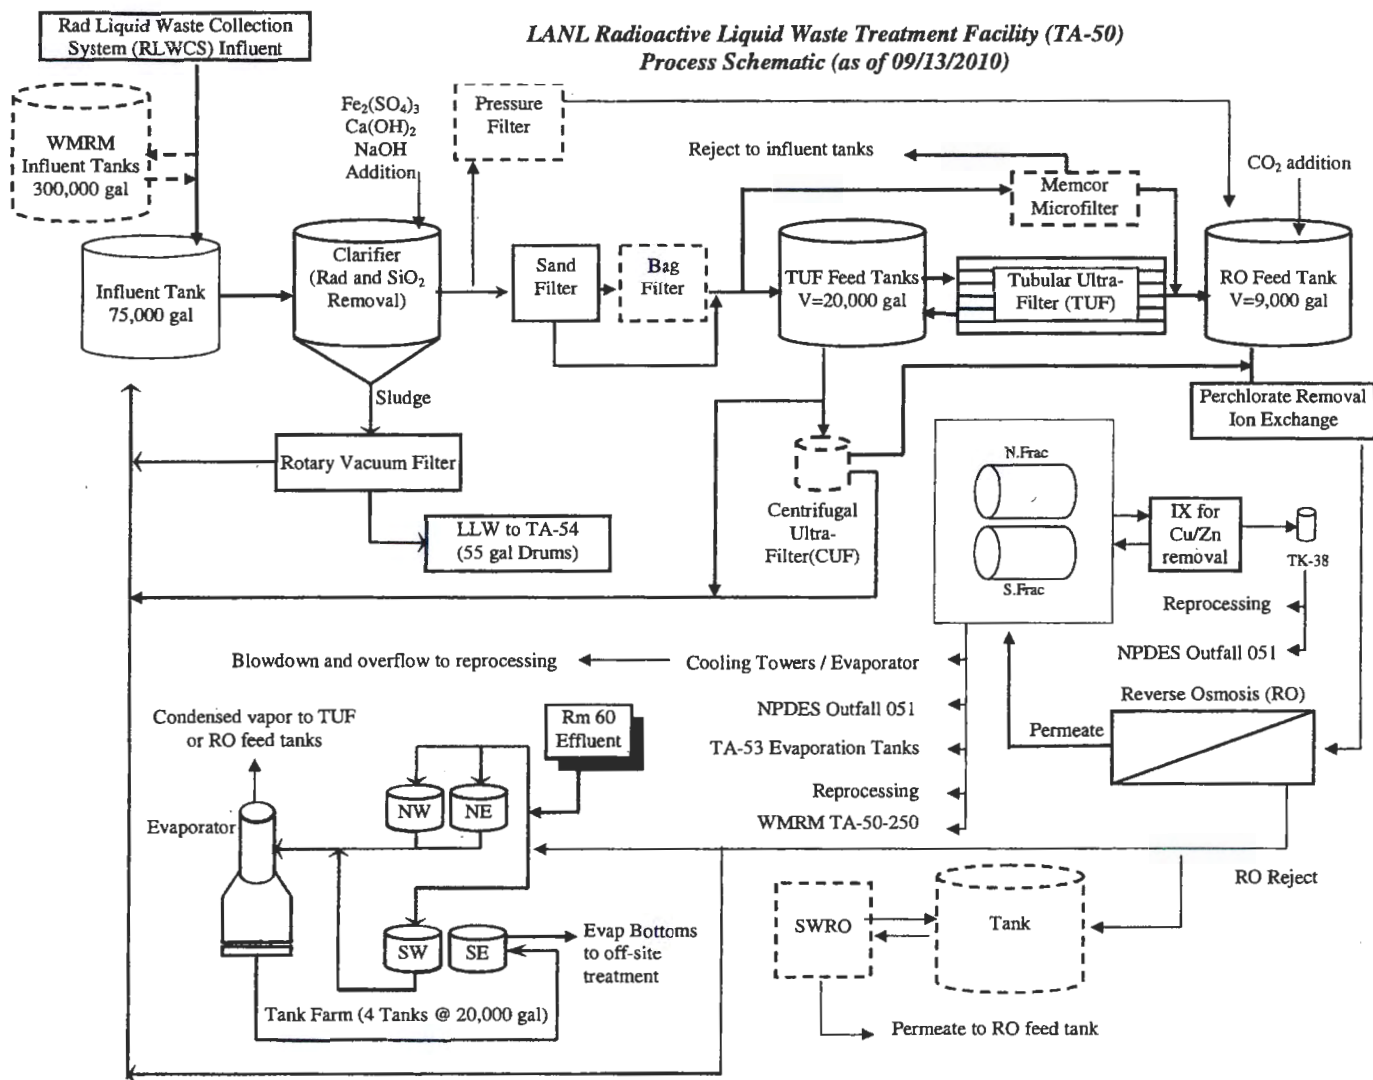 Rad Liquid Waste Collection
System (RLWCS) Influent
LANL Radioactive Liquid Waste Treatment Facility (TA-50)
Process Schematic (as of 09/13/2010)
WMRM
Influent Tanks
300,000 gal
Fe₂(SO₄)₃
Ca(OH)₂
NaOH
Addition
Pressure
Filter
Reject to influent tanks
Memcor
Microfilter
CO₂ addition
Influent Tank
75,000 gal
Clarifier
(Rad and SiO₂
Removal)
Sand
Filter
Bag
Filter
TUF Feed Tanks
V=20,000 gal
Tubular Ultra-
Filter (TUF)
RO Feed Tank
V=9,000 gal
Sludge
Perchlorate Removal
Ion Exchange
Rotary Vacuum Filter
LLW to TA-54
(55 gal Drums)
Centrifugal
Ultra-
Filter(CUF)
N.Frac
S.Frac
IX for
Cu/Zn
removal
TK-38
Reprocessing
NPDES Outfall 051
Blowdown and overflow to reprocessing
Cooling Towers / Evaporator
NPDES Outfall 051
TA-53 Evaporation Tanks
Reprocessing
WMRM TA-50-250
Reverse Osmosis (RO)
Permeate
Condensed vapor to TUF
or RO feed tanks
Rm 60
Effluent
Evaporator
NW
NE
SW
SE
Evap Bottoms
to off-site
treatment
Tank Farm (4 Tanks @ 20,000 gal)
RO Reject
SWRO
Tank
Permeate to RO feed tank